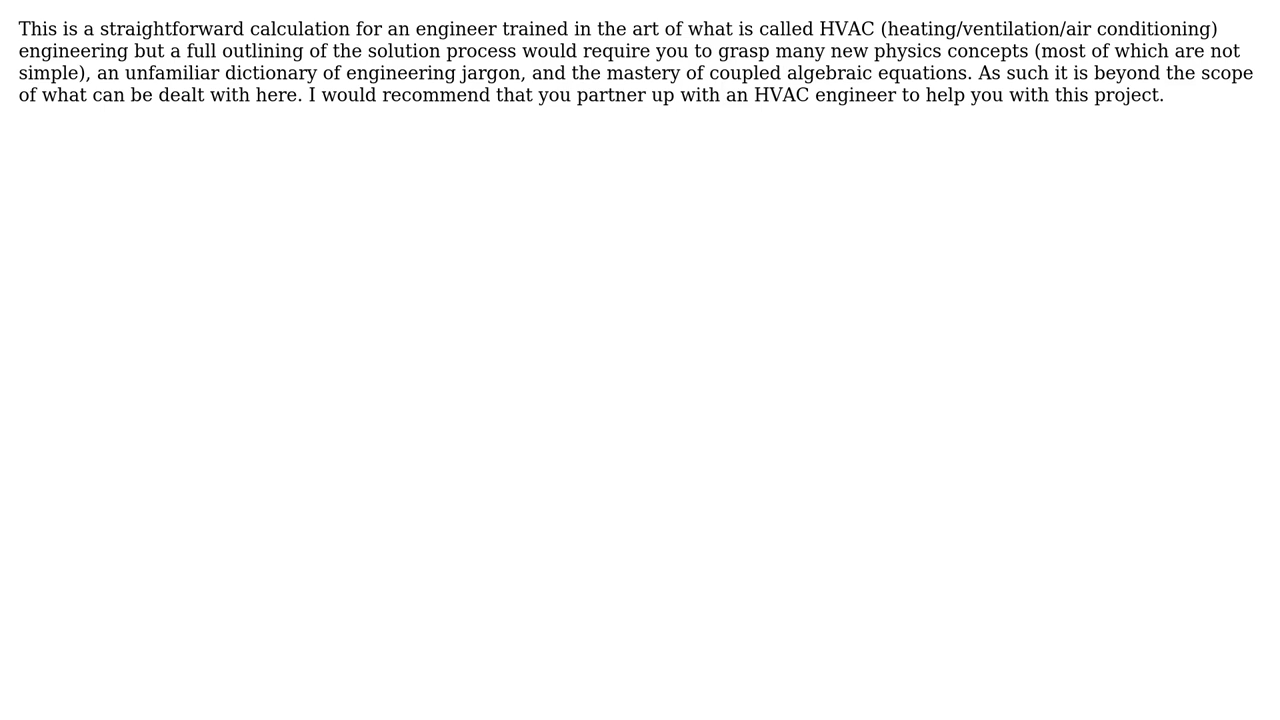 This is a straightforward calculation for an engineer trained in the art of what is called HVAC (heating/ventilation/air conditioning)
engineering but a full outlining of the solution process would require you to grasp many new physics concepts (most of which are not
simple), an unfamiliar dictionary of engineering jargon, and the mastery of coupled algebraic equations. As such it is beyond the scope
of what can be dealt with here. I would recommend that you partner up with an HVAC engineer to help you with this project.